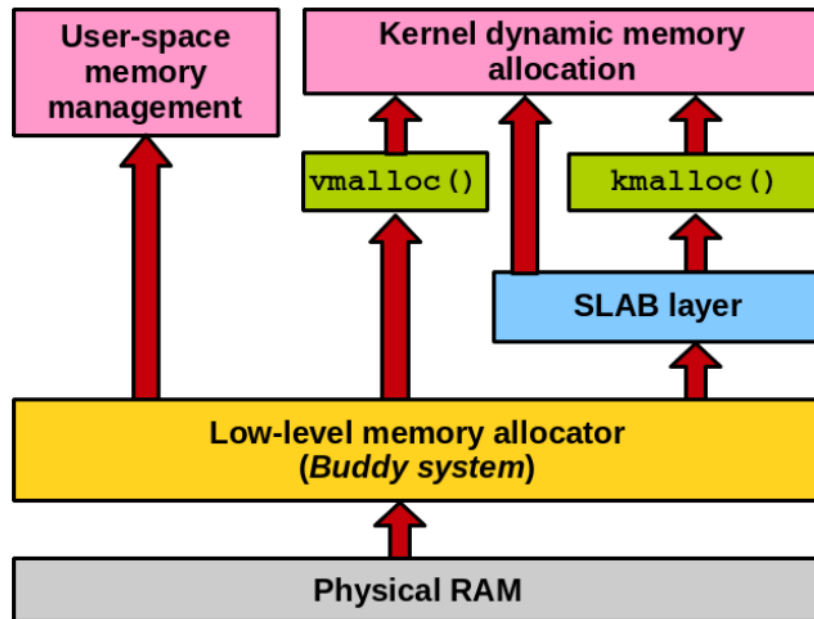 User-space
memory
management
Kernel dynamic memory
allocation
vmalloc()
kmalloc()
SLAB layer
Low-level memory allocator
(Buddy system)
Physical RAM